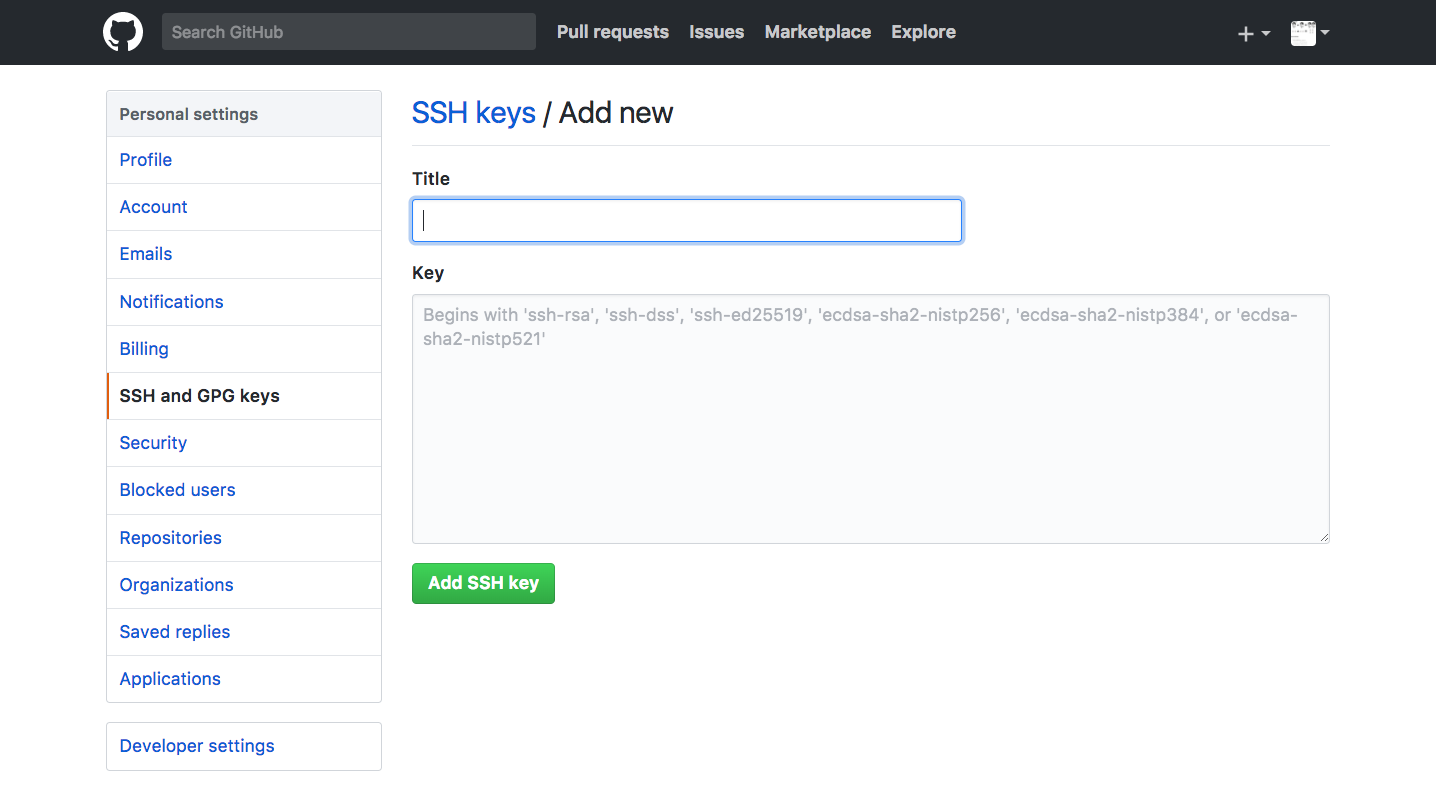 Search GitHub
Pull requests
Issues
Marketplace
Explore
Personal settings
Profile
Account
Emails
Notifications
Billing
SSH and GPG keys
Security
Blocked users
Repositories
Organizations
Saved replies
Applications
Developer settings
SSH keys / Add new
Title
Key
Begins with 'ssh-rsa', 'ssh-dss', 'ssh-ed25519', 'ecdsa-sha2-nistp256', 'ecdsa-sha2-nistp384', or 'ecdsa-
sha2-nistp521'
Add SSH key